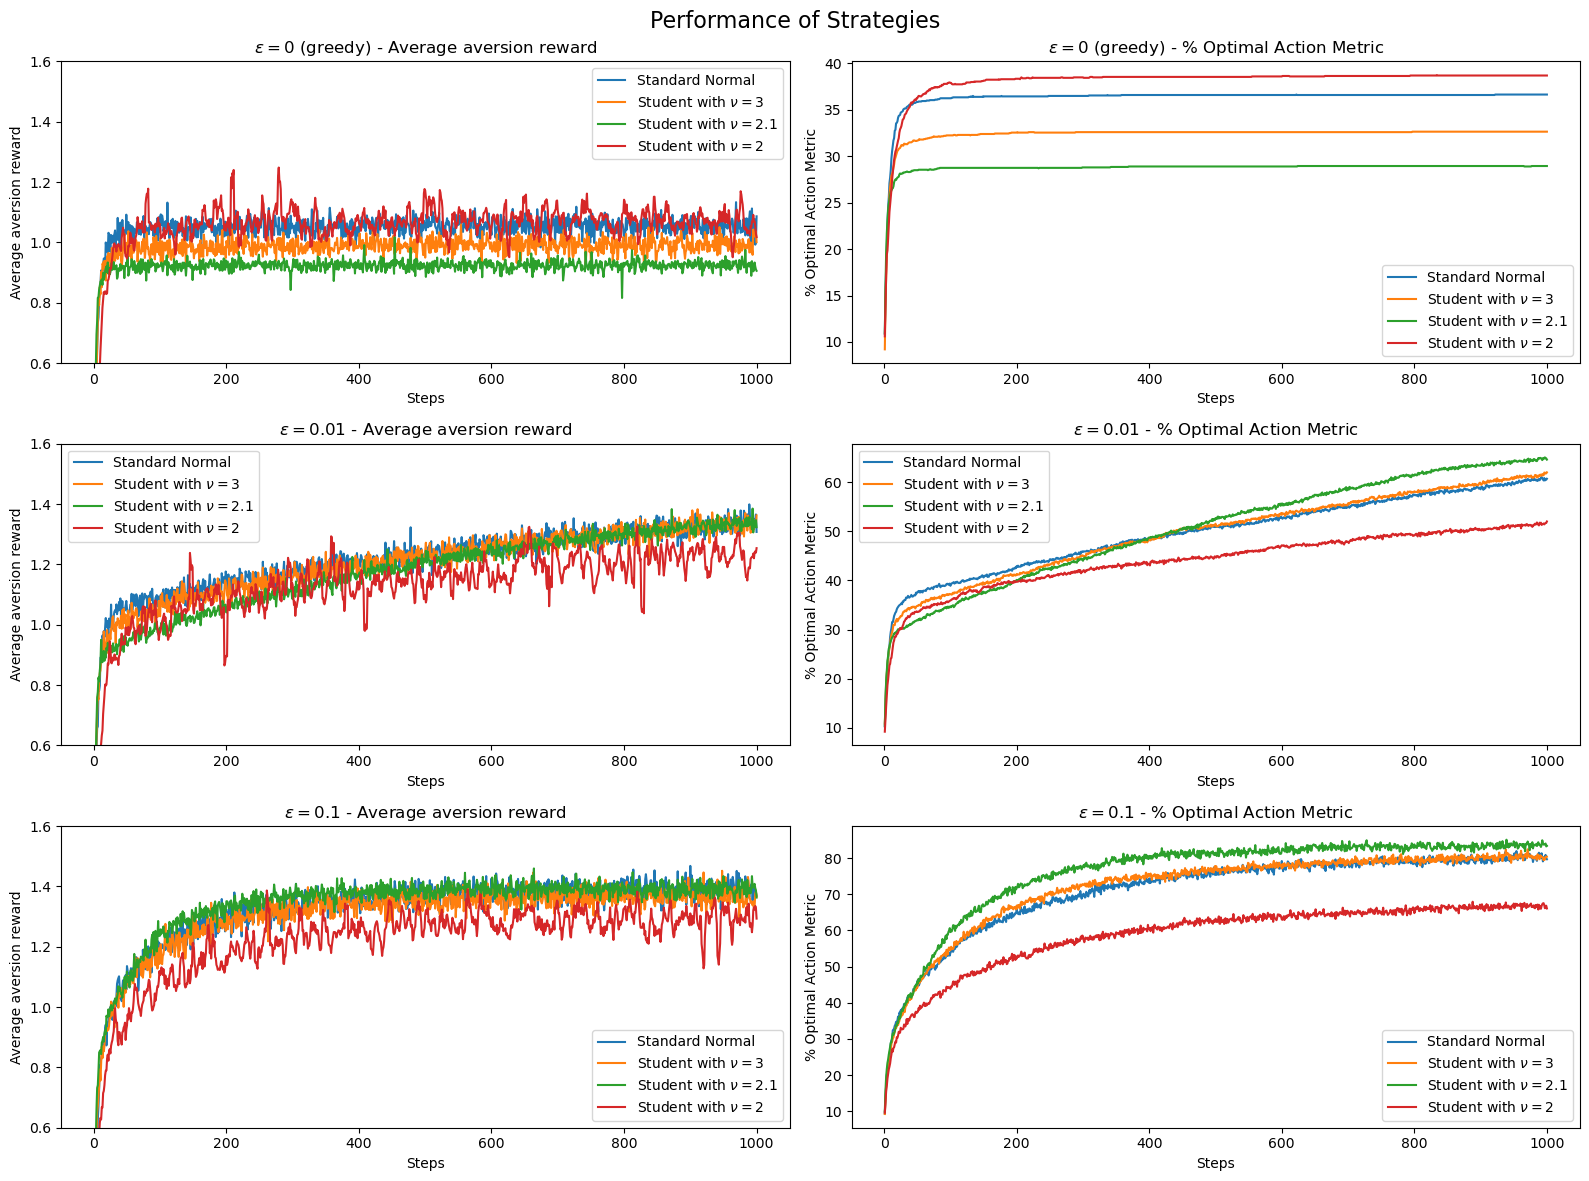 Performance of Strategies
ε = 0 (greedy) - Average aversion reward
Average aversion reward
1.6
1.4
1.2
1.0
0.8
0.6
0
200
400
600
800
1000
Steps
Standard Normal
Student with ν = 3
Student with ν = 2.1
Student with ν = 2
ε = 0 (greedy) - % Optimal Action Metric
% Optimal Action Metric
40
35
30
25
20
15
10
0
200
400
600
800
1000
Steps
Standard Normal
Student with ν = 3
Student with ν = 2.1
Student with ν = 2
ε = 0.01 - Average aversion reward
Average aversion reward
1.6
1.4
1.2
1.0
0.8
0.6
0
200
400
600
800
1000
Steps
Standard Normal
Student with ν = 3
Student with ν = 2.1
Student with ν = 2
ε = 0.01 - % Optimal Action Metric
% Optimal Action Metric
60
50
40
30
20
10
0
200
400
600
800
1000
Steps
Standard Normal
Student with ν = 3
Student with ν = 2.1
Student with ν = 2
ε = 0.1 - Average aversion reward
Average aversion reward
1.6
1.4
1.2
1.0
0.8
0.6
0
200
400
600
800
1000
Steps
Standard Normal
Student with ν = 3
Student with ν = 2.1
Student with ν = 2
ε = 0.1 - % Optimal Action Metric
% Optimal Action Metric
80
70
60
50
40
30
20
10
0
200
400
600
800
1000
Steps
Standard Normal
Student with ν = 3
Student with ν = 2.1
Student with ν = 2